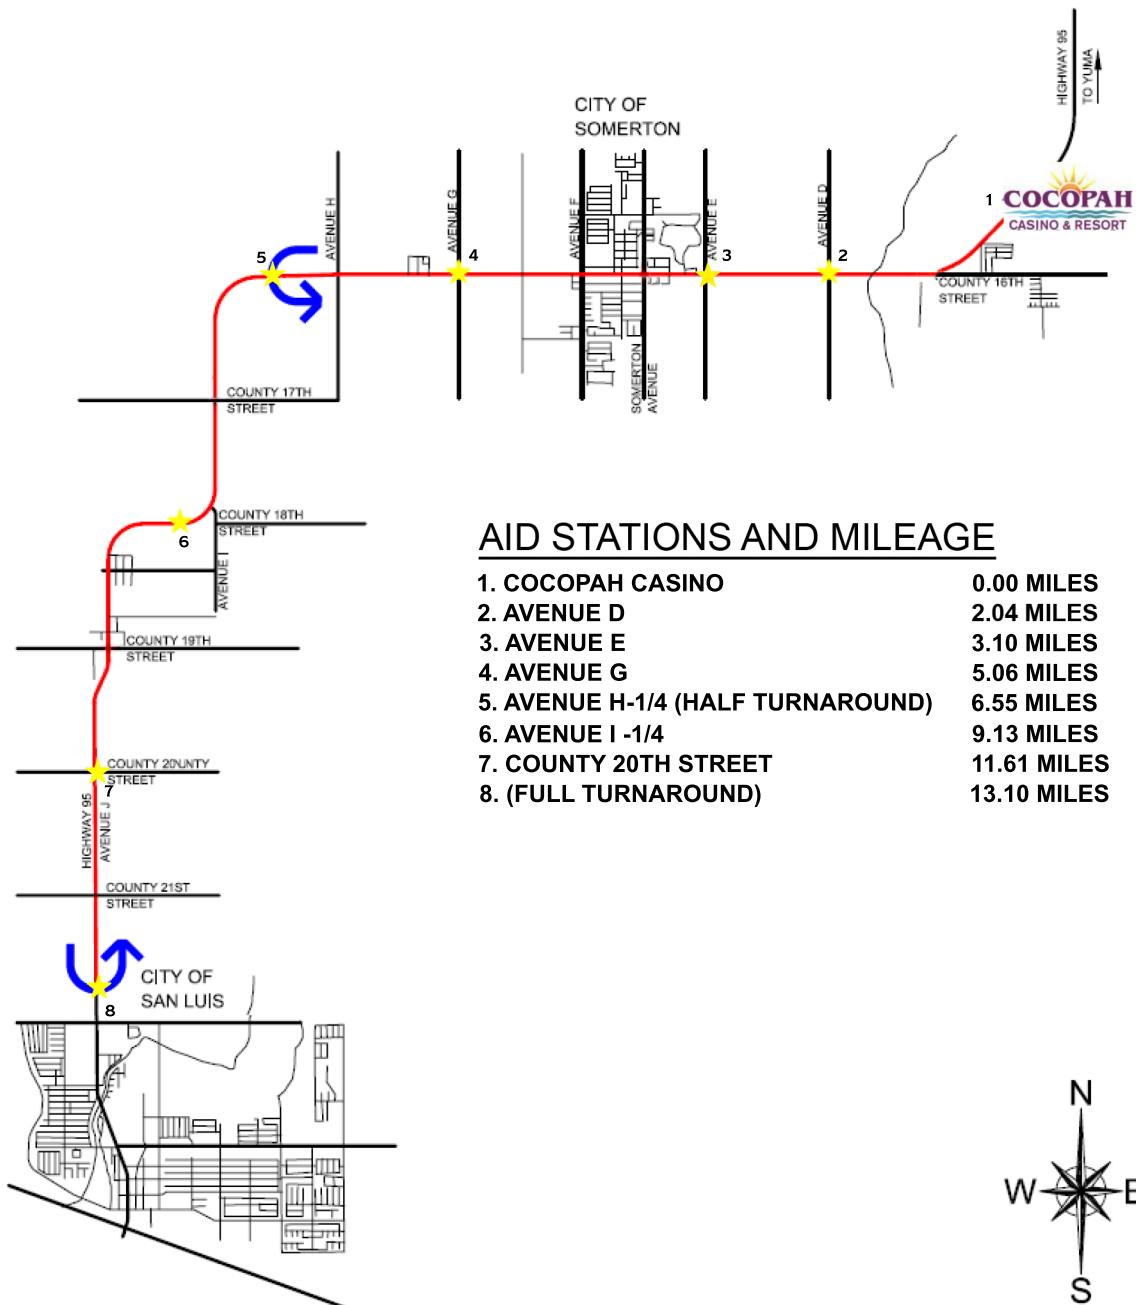 HIGHWAY 95
TO YUMA
CITY OF
SOMERTON
1
COCOPAH
CASINO & RESORT
AVENUE H
AVENUE G
AVENUE F
AVENUE E
AVENUE D
5
4
3
2
COUNTY 16TH
STREET
SOMERTON
AVENUE
COUNTY 17TH
STREET
COUNTY 18TH
STREET
6
AVENUE I
COUNTY 19TH
STREET
COUNTY 20UNTY
STREET
7
HIGHWAY 95
AVENUE J
COUNTY 21ST
STREET
CITY OF
SAN LUIS
8
AID STATIONS AND MILEAGE
1. COCOPAH CASINO 0.00 MILES
2. AVENUE D 2.04 MILES
3. AVENUE E 3.10 MILES
4. AVENUE G 5.06 MILES
5. AVENUE H-1/4 (HALF TURNAROUND) 6.55 MILES
6. AVENUE I -1/4 9.13 MILES
7. COUNTY 20TH STREET 11.61 MILES
8. (FULL TURNAROUND) 13.10 MILES
N
W E
S